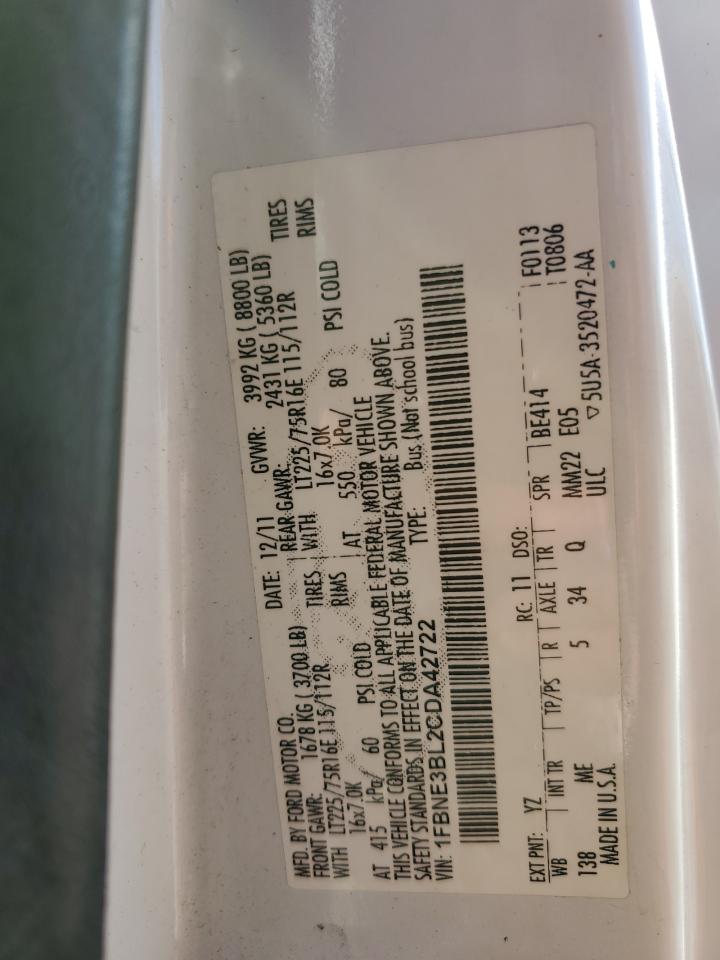 MFD. BY FORD MOTOR CO.
DATE: 12/11 GVWR: 3992 KG ( 8800 LB)
FRONT GAWR: 1678 KG ( 3700 LB) REAR GAWR: 2431 KG ( 5360 LB)
WITH LT225/75R16E 115/112R TIRES WITH LT225/75R16E 115/112R TIRES
16x7.0K RIMS 16x7.0K RIMS
AT 415 kPa/ 60 PSI COLD AT 550 kPa/ 80 PSI COLD
THIS VEHICLE CONFORMS TO ALL APPLICABLE FEDERAL MOTOR VEHICLE
SAFETY STANDARDS IN EFFECT ON THE DATE OF MANUFACTURE SHOWN ABOVE.
VIN: 1FBNE3BL2CDA42722 TYPE: Bus (Not school bus)
EXT PNT: YZ RC: 11 DSO: F0113
WB INT TR TP/PS R AXLE TR SPR BE414 T0806
138 ME 5 34 Q MM22 E05
MADE IN U.S.A. ULC ▽5U5A-3520472-AA